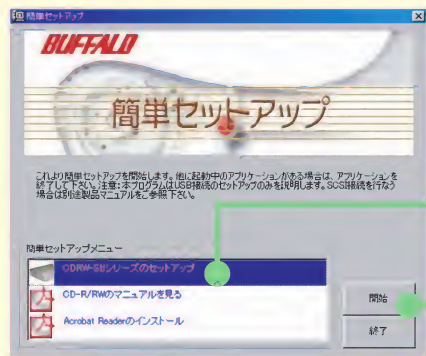 簡単セットアップ
BUFFALO
簡単セットアップ
これより簡単セットアップを開始します。他に起動中のアプリケーションがある場合は、アプリケーションを
終了して下さい。注意:本プログラムはUSB接続のセットアップのみを説明します。SCSI接続を行なう
場合は別途製品マニュアルをご参照下さい。
簡単セットアップメニュー
CDRW-SUシリーズのセットアップ
CD-R/RWのマニュアルを見る
Acrobat Readerのインストール
開始
終了